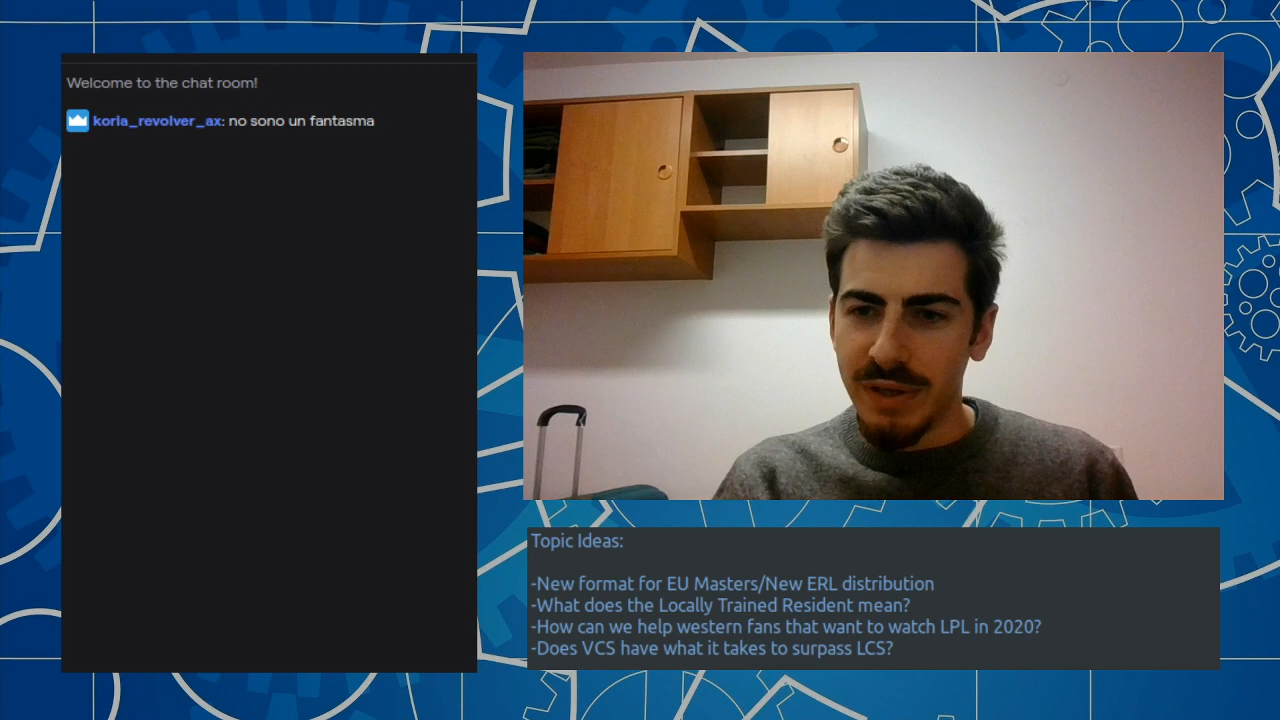 Welcome to the chat room!
koria_revolver_ax: no sono un fantasma
Topic Ideas:
-New format for EU Masters/New ERL distribution
-What does the Locally Trained Resident mean?
-How can we help western fans that want to watch LPL in 2020?
-Does VCS have what it takes to surpass LCS?